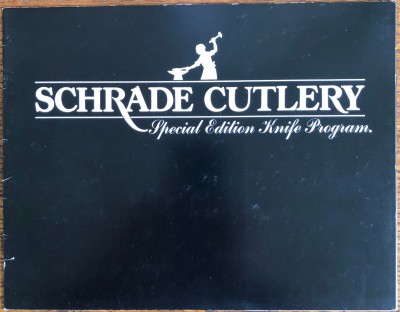 SCHRADE CUTLERY
Special Edition Knife Program.